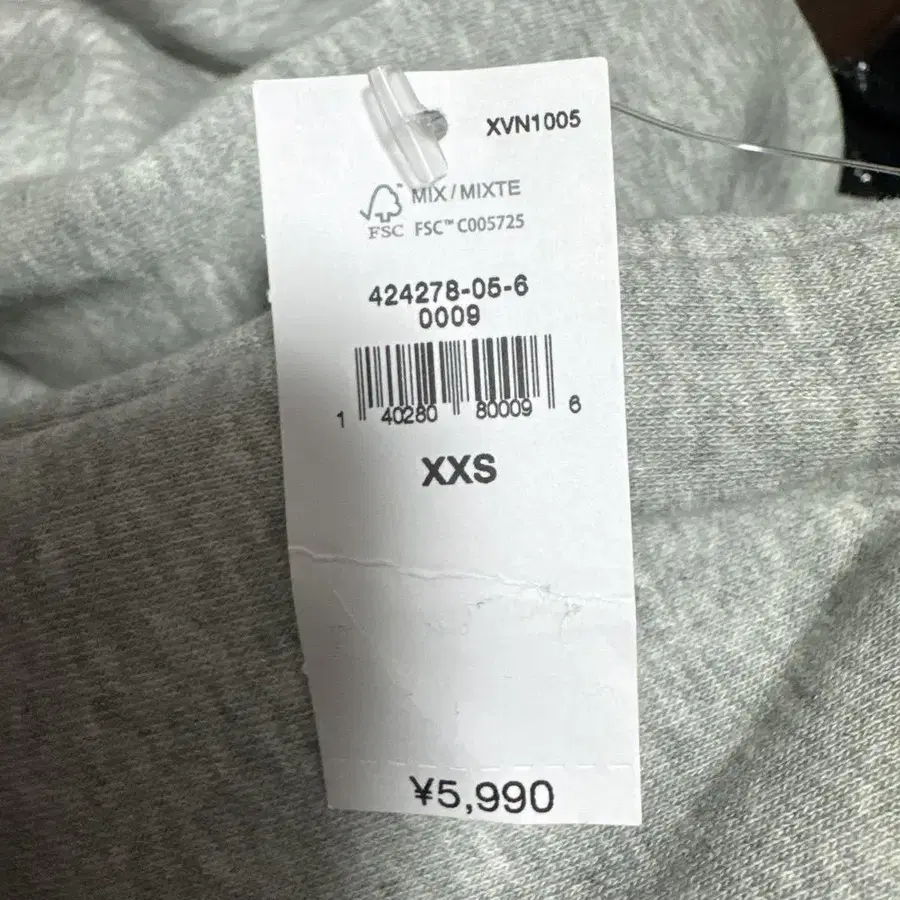 XVN1005
MIX/MIXTE
FSC FSC™ C005725
424278-05-6
0009
1 40280 80009 6
XXS
¥5,990